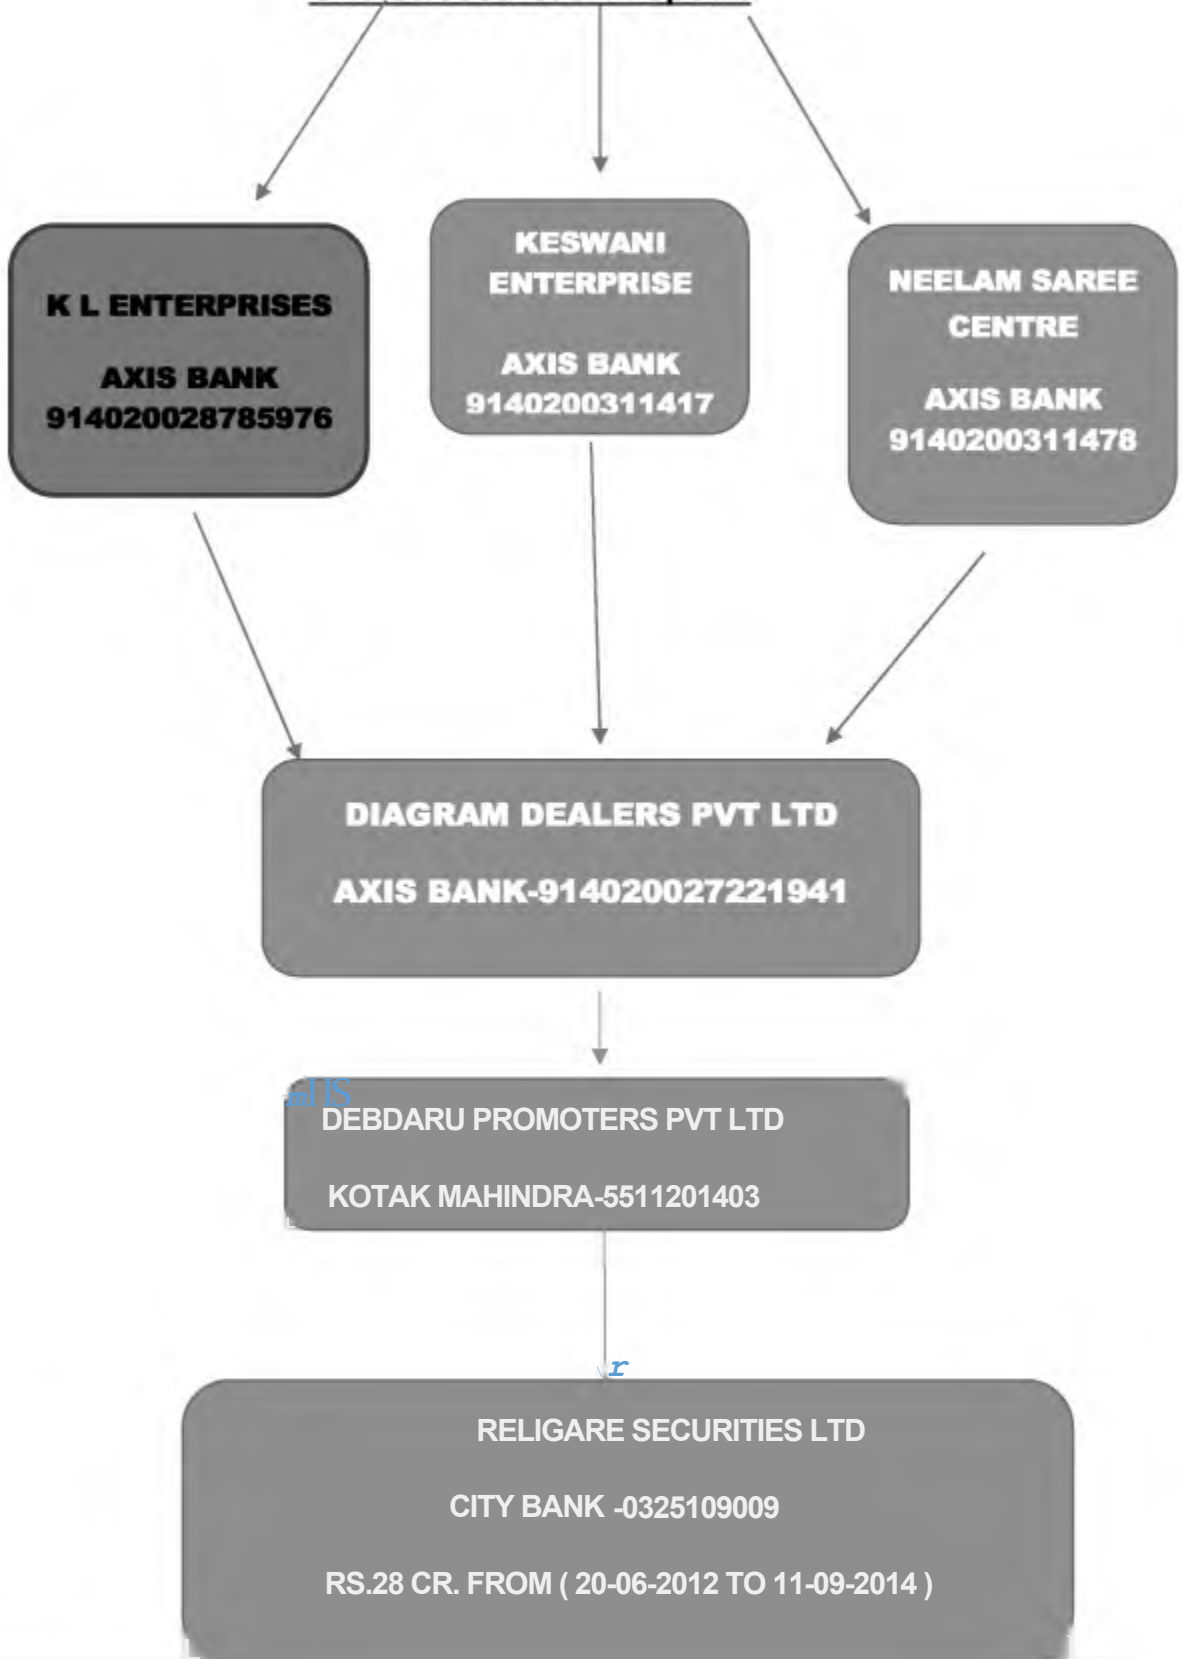 K L ENTERPRISES
AXIS BANK
914020028785976
KESWANI
ENTERPRISE
AXIS BANK
9140200311417
NEELAM SAREE
CENTRE
AXIS BANK
9140200311478
DIAGRAM DEALERS PVT LTD
AXIS BANK-914020027221941
DEBDARU PROMOTERS PVT LTD
KOTAK MAHINDRA-5511201403
RELIGARE SECURITIES LTD
CITY BANK -0325109009
RS.28 CR. FROM ( 20-06-2012 TO 11-09-2014 )